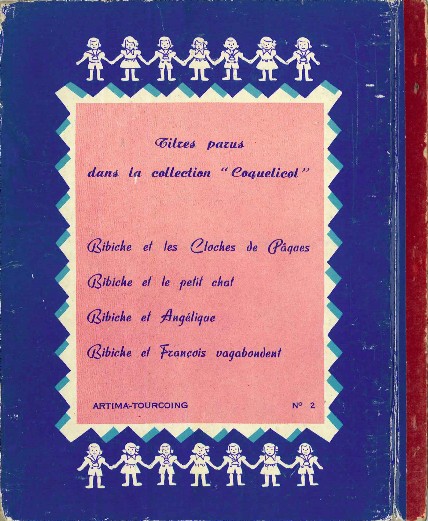 Titres parus
dans la collection "Coquelicot"
Bibiche et les Cloches de Pâques
Bibiche et le petit chat
Bibiche et Angélique
Bibiche et François vagabondent
ARTIMA-TOURCOING Nº 2